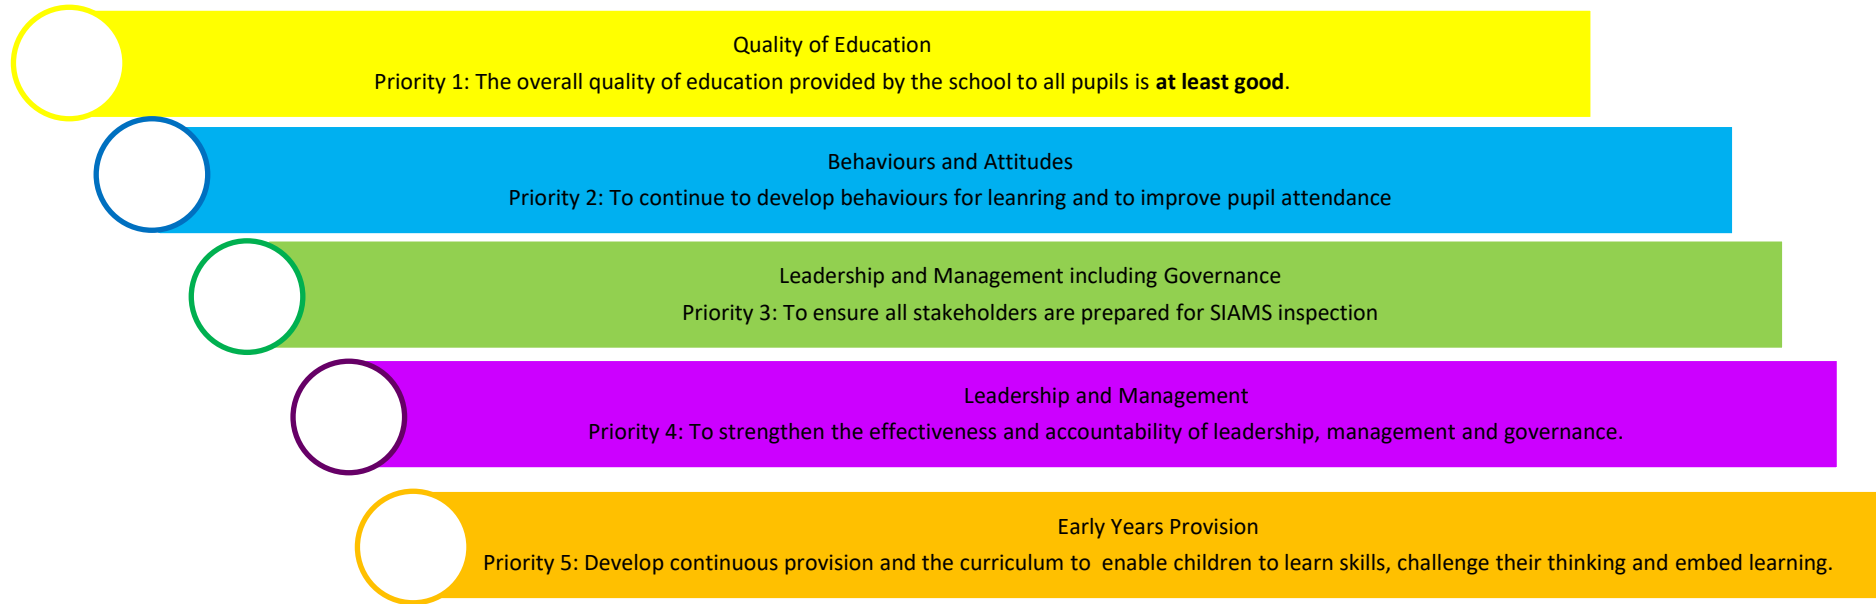 Quality of Education
Priority 1: The overall quality of education provided by the school to all pupils is at least good.
Behaviours and Attitudes
Priority 2: To continue to develop behaviours for leanring and to improve pupil attendance
Leadership and Management including Governance
Priority 3: To ensure all stakeholders are prepared for SIAMS inspection
Leadership and Management
Priority 4: To strengthen the effectiveness and accountability of leadership, management and governance.
Early Years Provision
Priority 5: Develop continuous provision and the curriculum to  enable children to learn skills, challenge their thinking and embed learning.